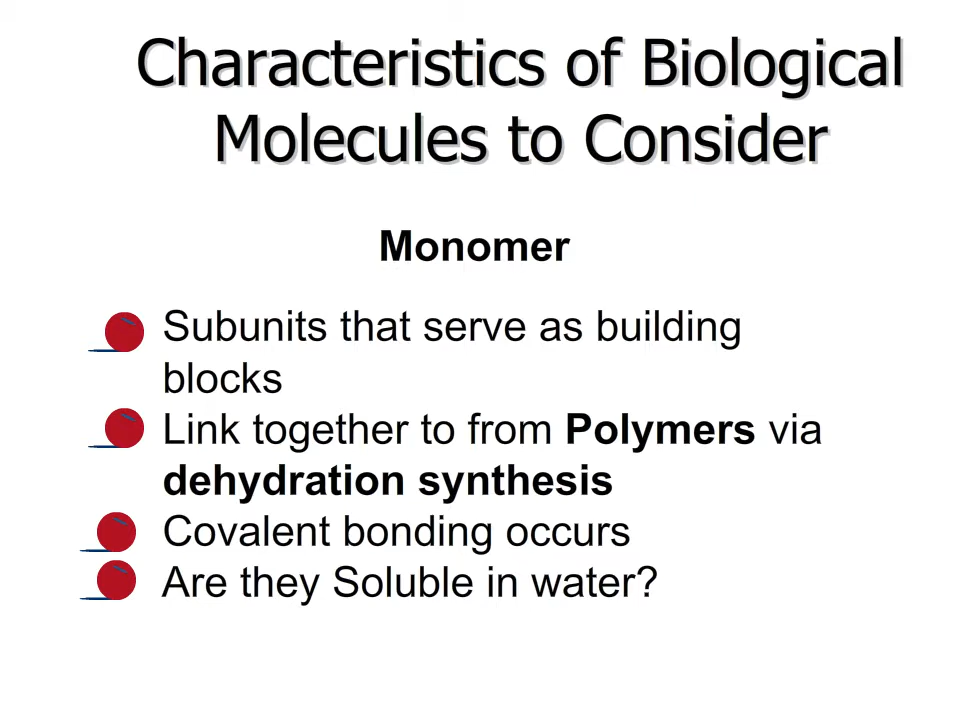 Characteristics of Biological
Molecules to Consider
Monomer
Subunits that serve as building
blocks
Link together to from Polymers via
dehydration synthesis
Covalent bonding occurs
Are they Soluble in water?